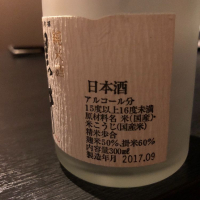 日本酒
アルコール分
15度以上16度未満
原材料名 米(国産)、
米こうじ(国産米)
精米歩合
麹米50%、掛米60%
内容量300㎖
製造年月 2017.09